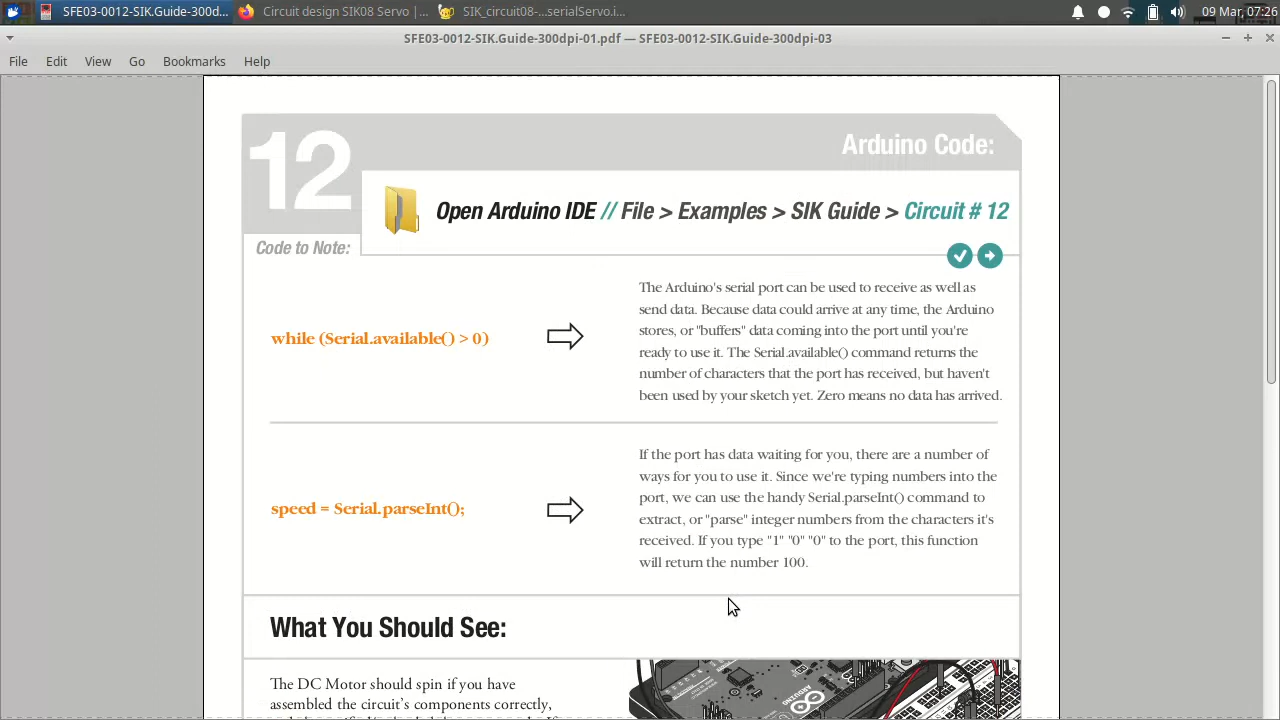 SFE03-0012-SIK.Guide-300d...
Circuit design SIK08 Servo |...
SIK_circuit08-...serialServo.i...
09 Mar, 07:26
SFE03-0012-SIK.Guide-300dpi-01.pdf — SFE03-0012-SIK.Guide-300dpi-03
File Edit View Go Bookmarks Help
12
Arduino Code:
Open Arduino IDE // File > Examples > SIK Guide > Circuit # 12
Code to Note:
while (Serial.available() > 0)
The Arduino's serial port can be used to receive as well as
send data. Because data could arrive at any time, the Arduino
stores, or "buffers" data coming into the port until you're
ready to use it. The Serial.available() command returns the
number of characters that the port has received, but haven't
been used by your sketch yet. Zero means no data has arrived.
speed = Serial.parseInt();
If the port has data waiting for you, there are a number of
ways for you to use it. Since we're typing numbers into the
port, we can use the handy Serial.parseInt() command to
extract, or "parse" integer numbers from the characters it's
received. If you type "1" "0" "0" to the port, this function
will return the number 100.
What You Should See:
The DC Motor should spin if you have
assembled the circuit's components correctly,
ARDUINO